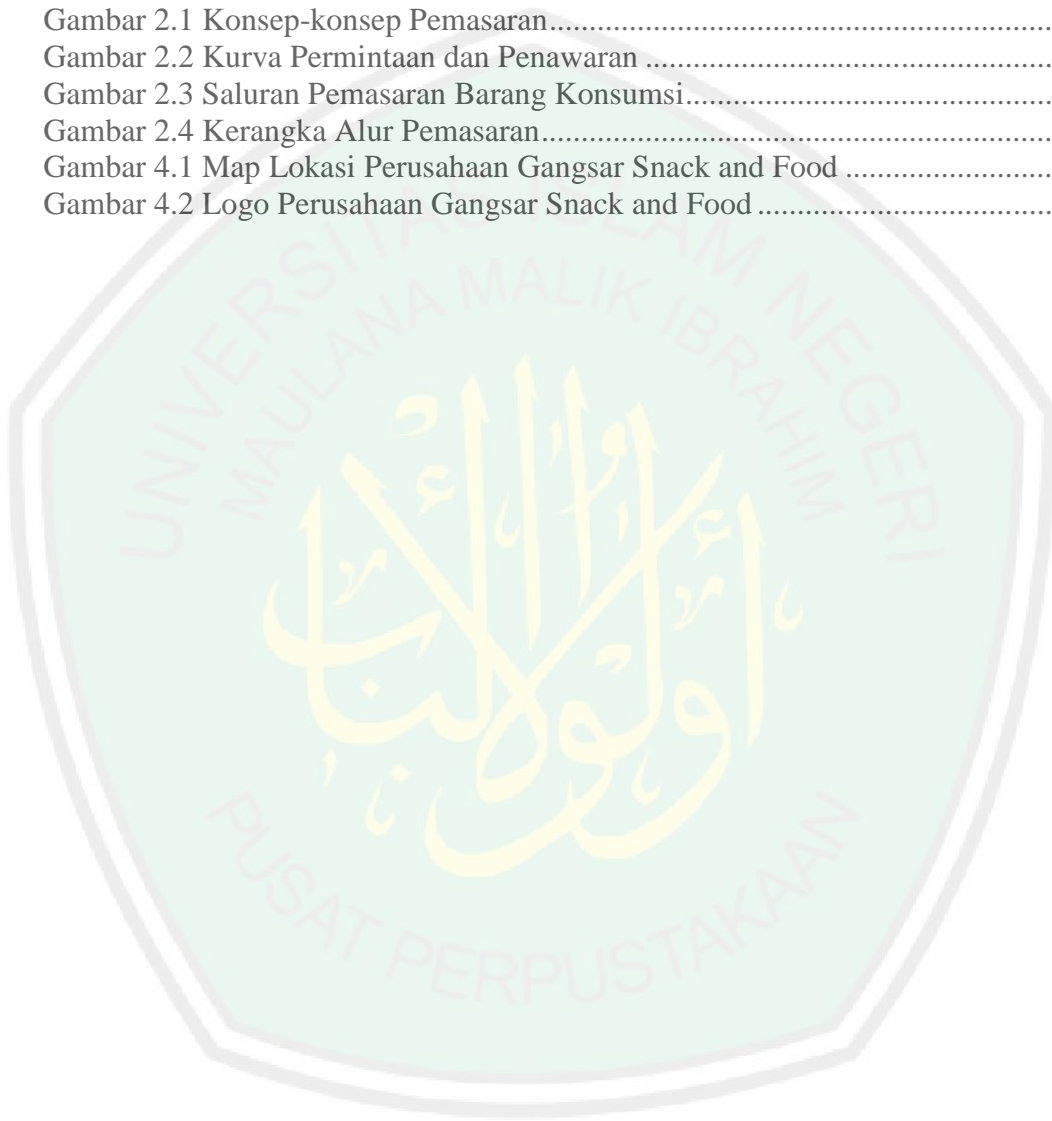 Gambar 2.1 Konsep-konsep Pemasaran................................................................................
Gambar 2.2 Kurva Permintaan dan Penawaran ................................................................
Gambar 2.3 Saluran Pemasaran Barang Konsumsi..........................................................
Gambar 2.4 Kerangka Alur Pemasaran................................................................................
Gambar 4.1 Map Lokasi Perusahaan Gangsar Snack and Food ................................
Gambar 4.2 Logo Perusahaan Gangsar Snack and Food ..............................................
UNIVERSITAS ISLAM NEGERI
MAULANA MALIK IBRAHIM
أولوا الألباب
PUSAT PERPUSTAKAAN